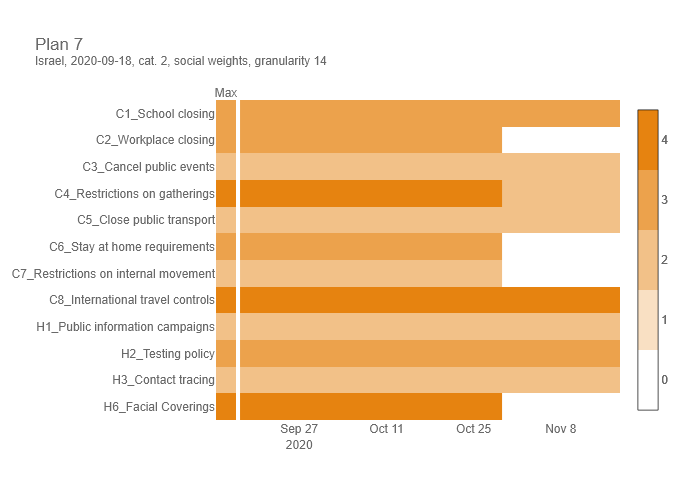 Plan 7
Israel, 2020-09-18, cat. 2, social weights, granularity 14
Max
C1_School closing
C2_Workplace closing
C3_Cancel public events
C4_Restrictions on gatherings
C5_Close public transport
C6_Stay at home requirements
C7_Restrictions on internal movement
C8_International travel controls
H1_Public information campaigns
H2_Testing policy
H3_Contact tracing
H6_Facial Coverings
Sep 27
2020
Oct 11
Oct 25
Nov 8
4
3
2
1
0